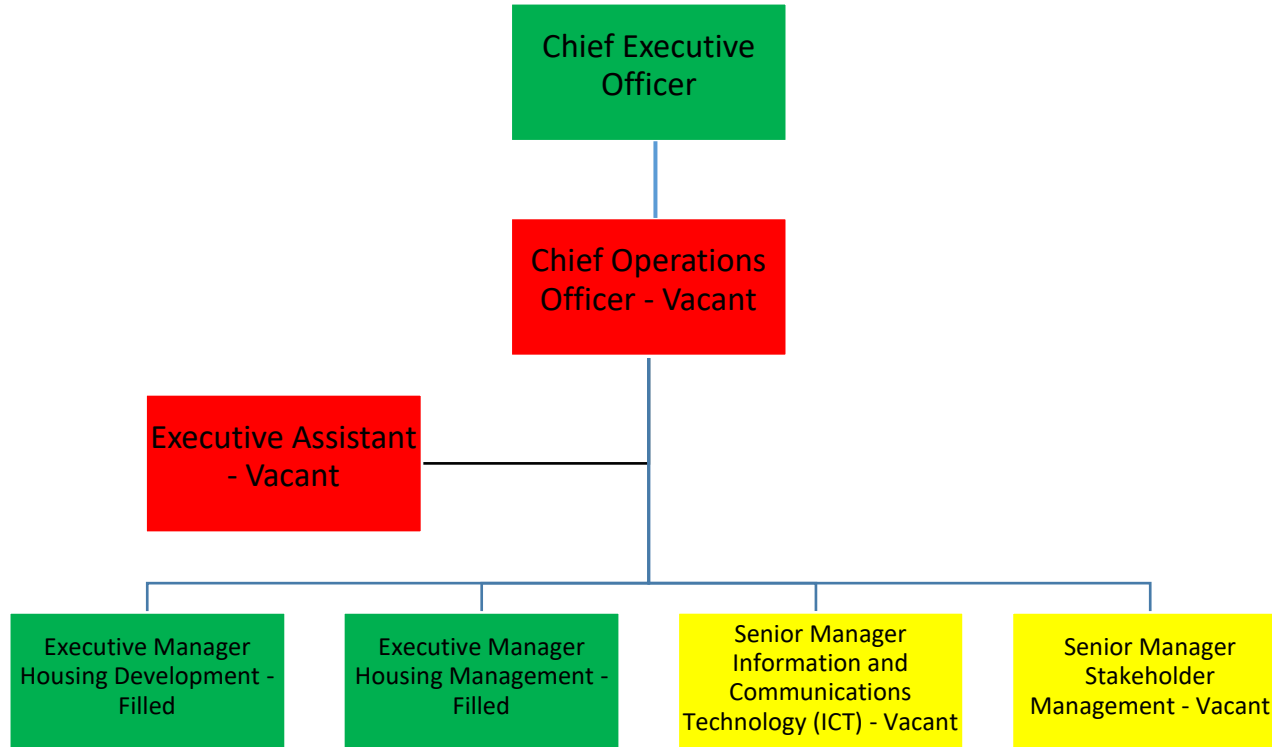 Chief Executive
Officer
Chief Operations
Officer - Vacant
Executive Assistant
- Vacant
Executive Manager
Housing Development -
Filled
Executive Manager
Housing Management -
Filled
Senior Manager
Information and
Communications
Technology (ICT) - Vacant
Senior Manager
Stakeholder
Management - Vacant